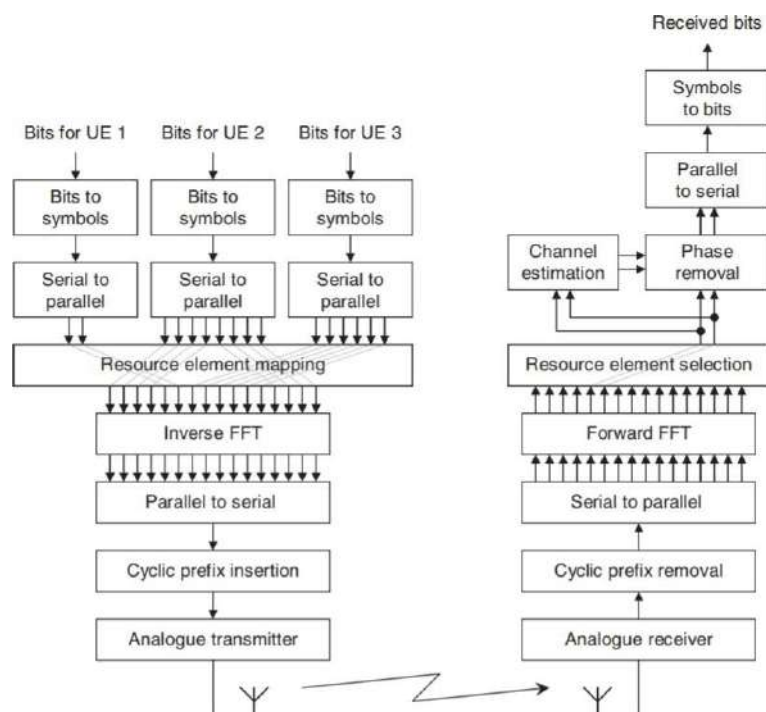 Received bits
Symbols
to bits
Bits for UE 1
Bits for UE 2
Bits for UE 3
Parallel
to serial
Bits to
symbols
Bits to
symbols
Bits to
symbols
Channel
estimation
Phase
removal
Serial to
parallel
Serial to
parallel
Serial to
parallel
Resource element mapping
Resource element selection
Inverse FFT
Forward FFT
Parallel to serial
Serial to parallel
Cyclic prefix insertion
Cyclic prefix removal
Analogue transmitter
Analogue receiver